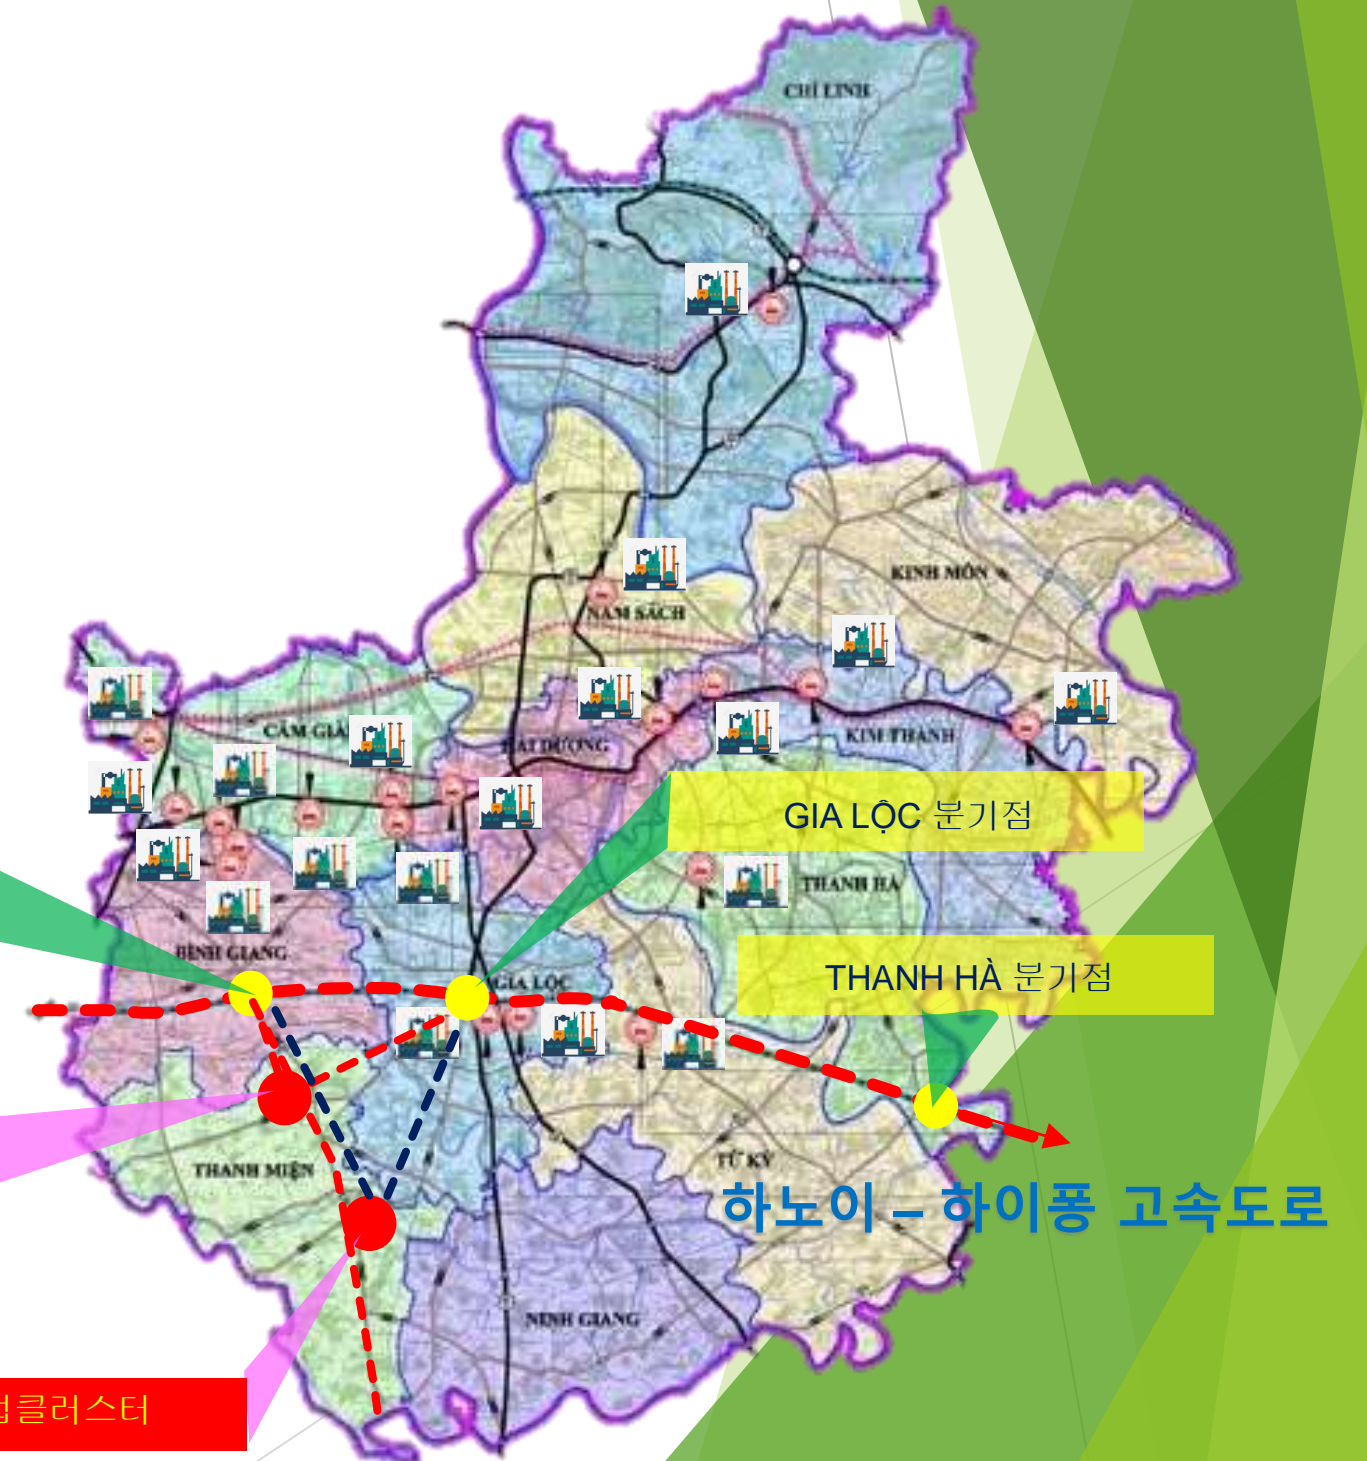 CHÍ LINH
KINH MÔN
NAM SÁCH
CẨM GIÀ
HẢI DƯƠNG
KIM THÀNH
GIA LỘC 분기점
THANH HÀ
BÌNH GIANG
THANH HÀ 분기점
GIA LỘC
THANH MIỆN
TỨ KỲ
하노이 – 하이퐁 고속도로
NINH GIANG
클러스터